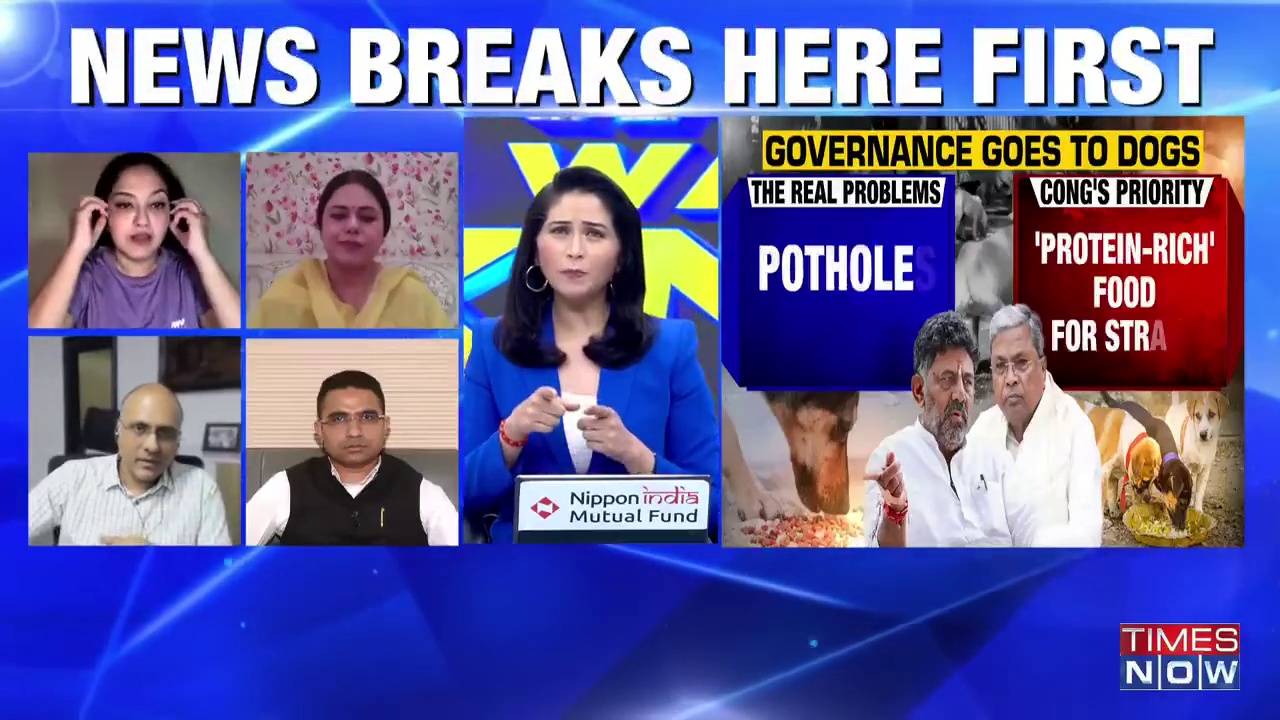 NEWS BREAKS HERE FIRST
GOVERNANCE GOES TO DOGS
THE REAL PROBLEMS
POTHOLES
CONG'S PRIORITY
'PROTEIN-RICH'
FOOD
FOR STRA
Nippon india
Mutual Fund
TIMES
NOW